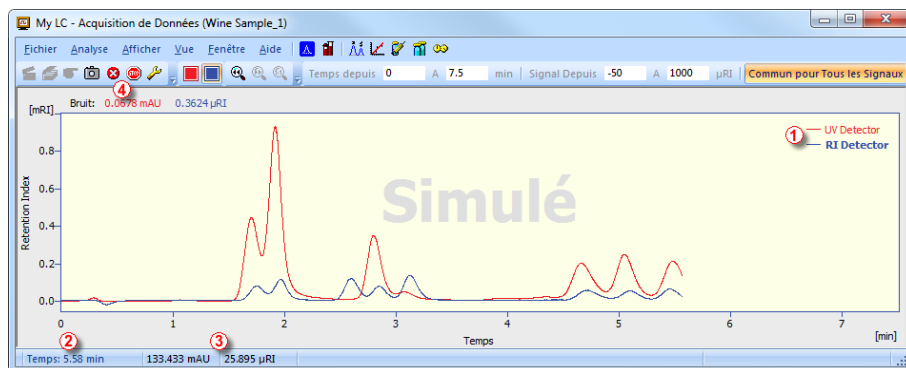 My LC - Acquisition de Données (Wine Sample_1)
Eichier Analyse Afficher Vue Fenêtre Aide
Temps depuis 0 A 7.5 min Signal Depuis -50 A 1000 µRI Commun pour Tous les Signaux
4
Bruit: 0.0678 mAU 0.3624 µRI
[mRI]
1 UV Detector
RI Detector
0.8
0.6
0.4
0.2
0.0
Retention Index
Simulé
0 1 2 3 4 5 6 7
Temps [min]
2 3
Temps: 5.58 min 133.433 mAU 25.895 µRI